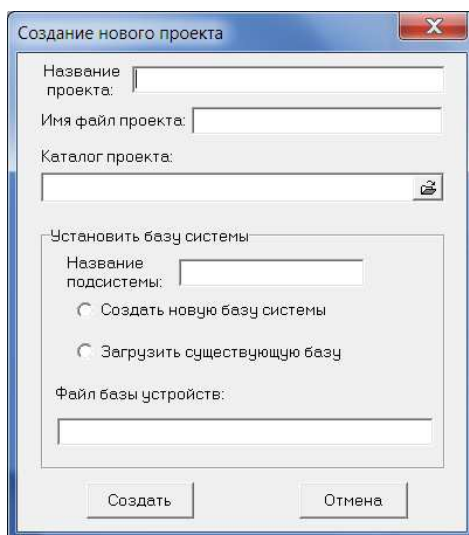 Создание нового проекта
Название
проекта:
Имя файл проекта:
Каталог проекта:
Установить базу системы
Название
подсистемы:
Создать новую базу системы
Загрузить существующую базу
Файл базы устройств:
Создать
Отмена